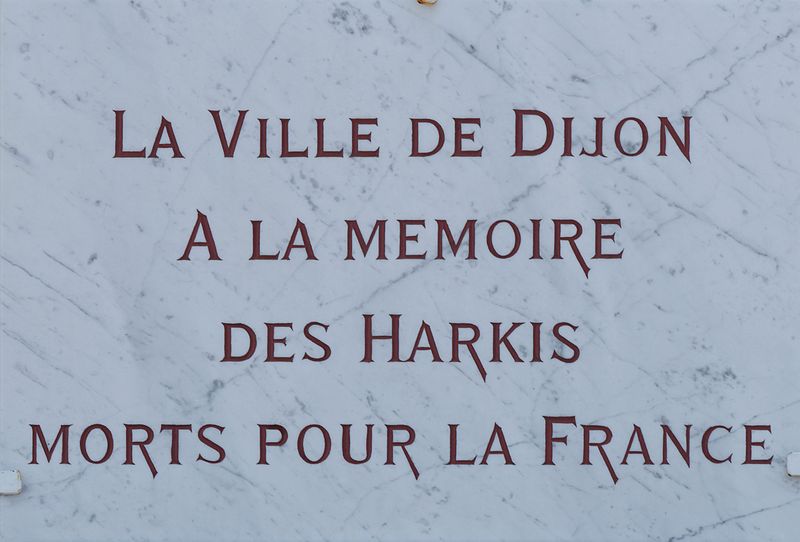 La Ville de Dijon
A la memoire
des Harkis
morts pour la France